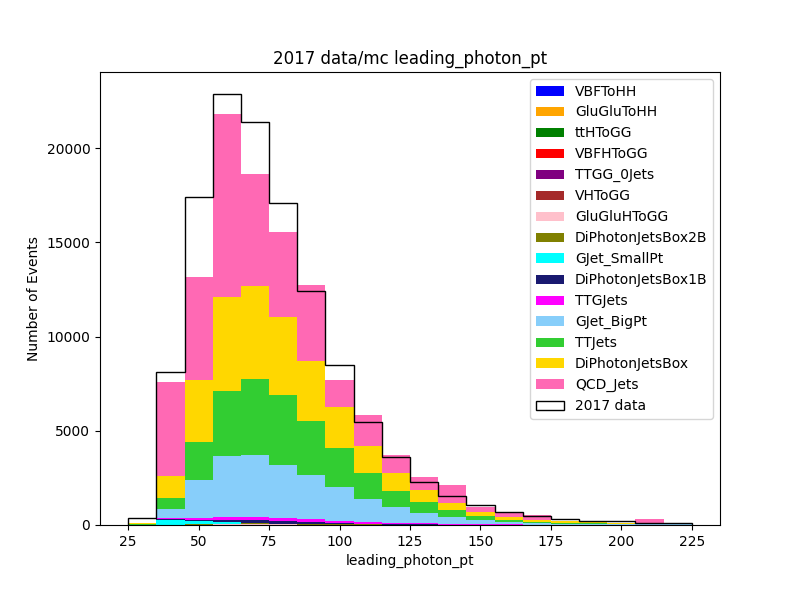 2017 data/mc leading_photon_pt
Number of Events
20000
15000
10000
5000
0
25
50
75
100
125
150
175
200
225
leading_photon_pt
VBFToHH
GluGluToHH
ttHToGG
VBFHToGG
TTGG_0Jets
VHToGG
GluGluHToGG
DiPhotonJetsBox2B
GJet_SmallPt
DiPhotonJetsBox1B
TTGJets
GJet_BigPt
TTJets
DiPhotonJetsBox
QCD_Jets
2017 data